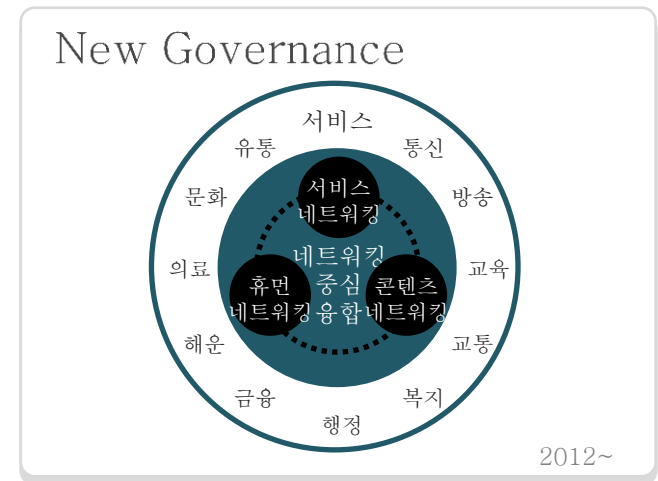 New Governance
서비스
통신
방송
교육
교통
복지
행정
금융
해운
의료
문화
유통
서비스
네트워킹
네트워킹
중심
융합
휴먼
네트워킹
콘텐츠
네트워킹
2012~